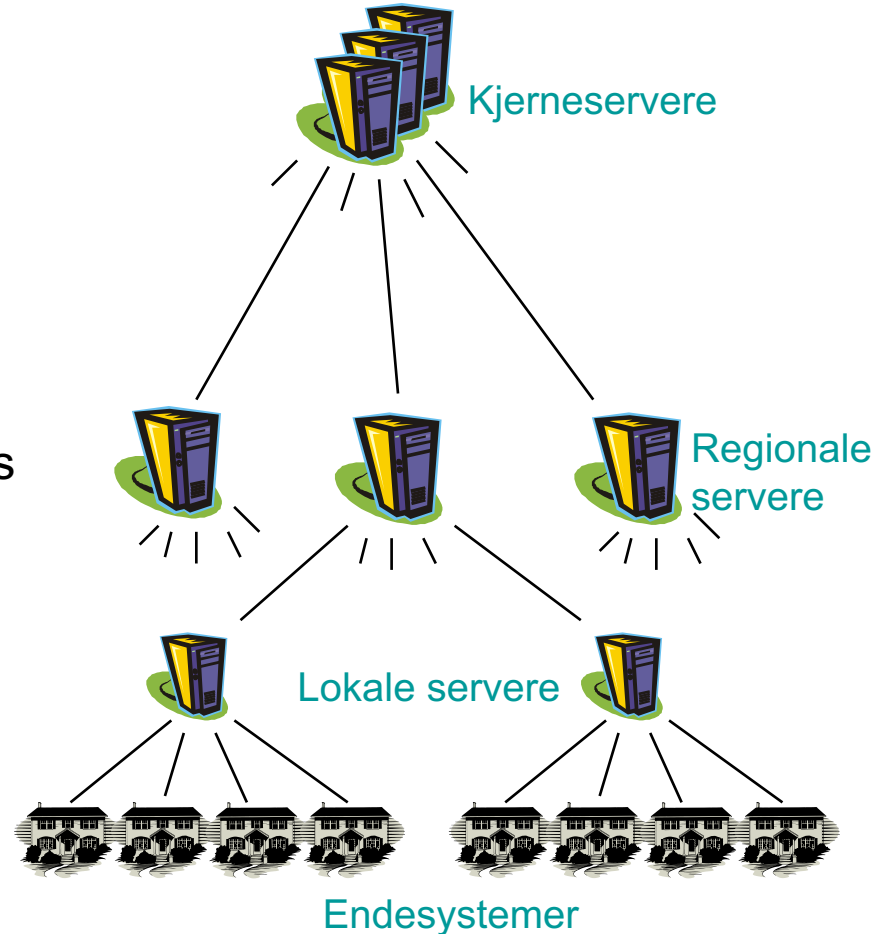 Kjerneservere
s
Regionale
servere
Lokale servere
Endesystemer